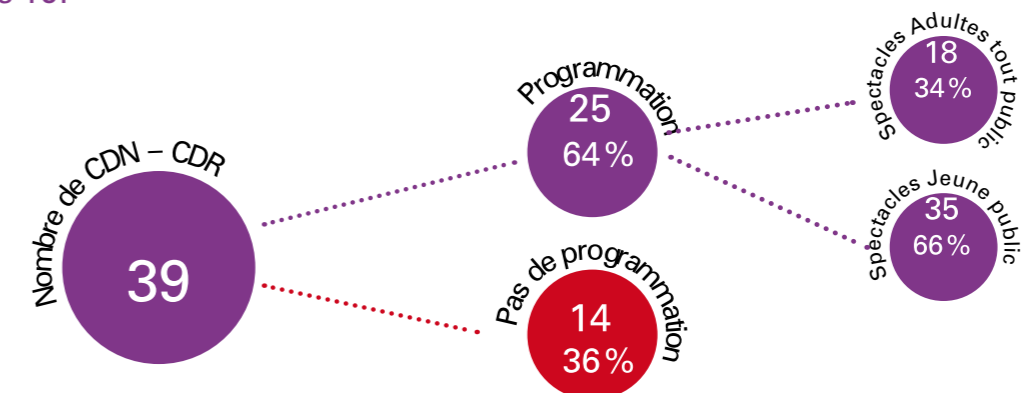 Nombre de CDN – CDR
39
Programmation
25
64 %
Pas de programmation
14
36 %
Spectacles Adultes tout public
18
34 %
Spectacles Jeune public
35
66 %